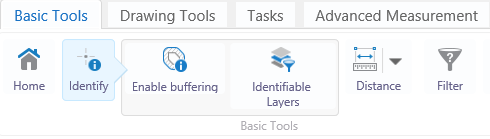 Basic Tools Drawing Tools Tasks Advanced Measurement
Home Identify Enable buffering Identifiable Layers Distance Filter
Basic Tools